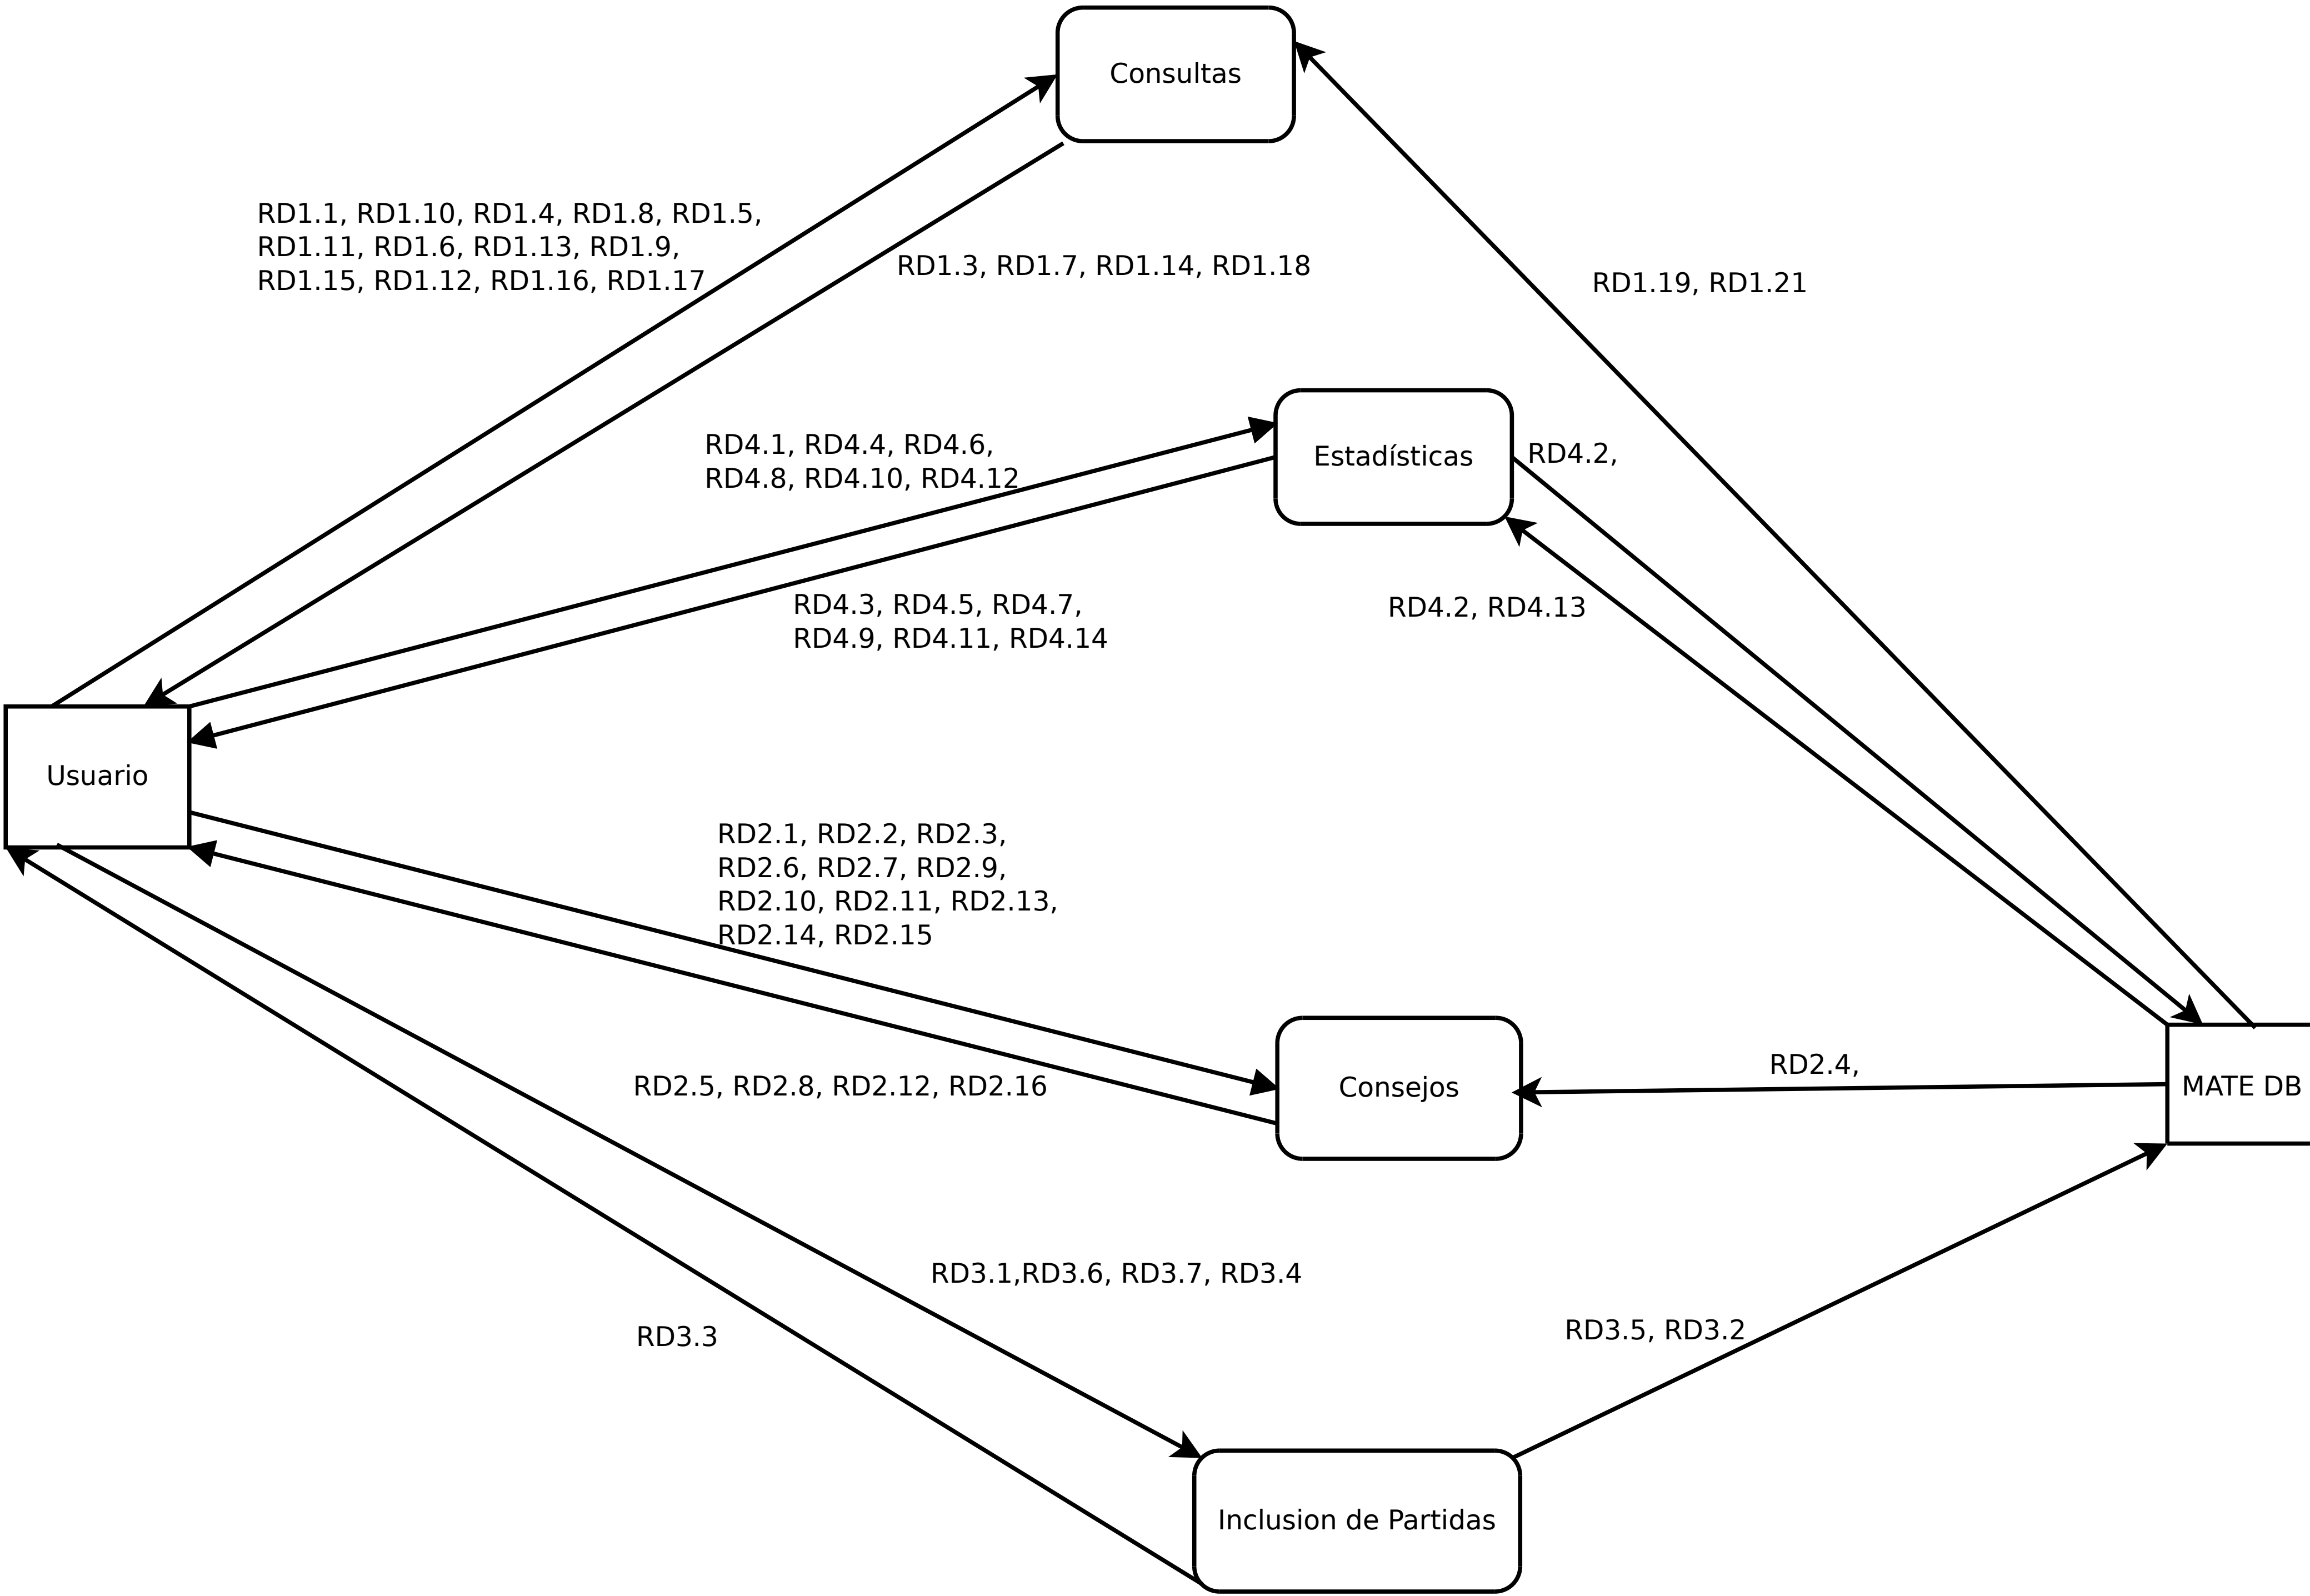 Consultas
RD1.1, RD1.10, RD1.4, RD1.8, RD1.5,
RD1.11, RD1.6, RD1.13, RD1.9,
RD1.15, RD1.12, RD1.16, RD1.17
RD1.3, RD1.7, RD1.14, RD1.18
RD1.19, RD1.21
RD4.1, RD4.4, RD4.6,
RD4.8, RD4.10, RD4.12
Estadísticas
RD4.2,
RD4.3, RD4.5, RD4.7,
RD4.9, RD4.11, RD4.14
RD4.2, RD4.13
Usuario
RD2.1, RD2.2, RD2.3,
RD2.6, RD2.7, RD2.9,
RD2.10, RD2.11, RD2.13,
RD2.14, RD2.15
RD2.5, RD2.8, RD2.12, RD2.16
Consejos
RD2.4,
MATE DB
RD3.1,RD3.6, RD3.7, RD3.4
RD3.3
RD3.5, RD3.2
Inclusion de Partidas